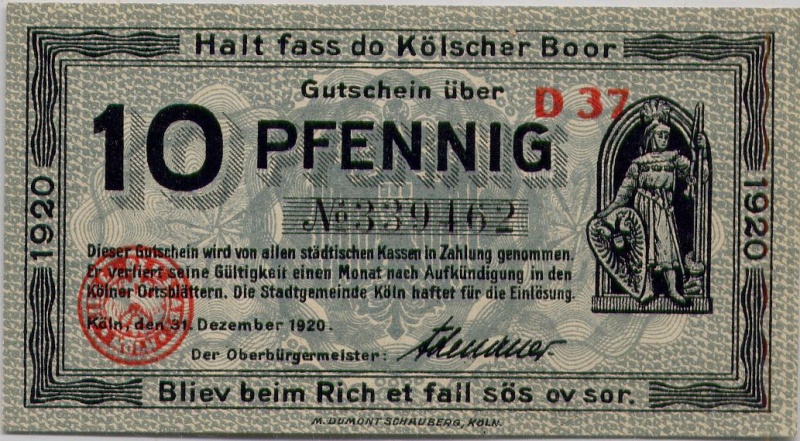 Halt fass do Kölscher Boor
Gutschein über
D 37
10 PFENNIG
1920
1920
No 339462
Dieser Gutschein wird von allen städtischen Kassen in Zahlung genommen.
Er verliert seine Gültigkeit einen Monat nach Aufkündigung in den
Kölner Ortsblättern. Die Stadtgemeinde Köln haftet für die Einlösung.
Köln, den 31. Dezember 1920.
Der Oberbürgermeister: Adenauer
Bliev beim Rich et fall sös ov sor.
M. DUMONT SCHAUBERG, KÖLN.